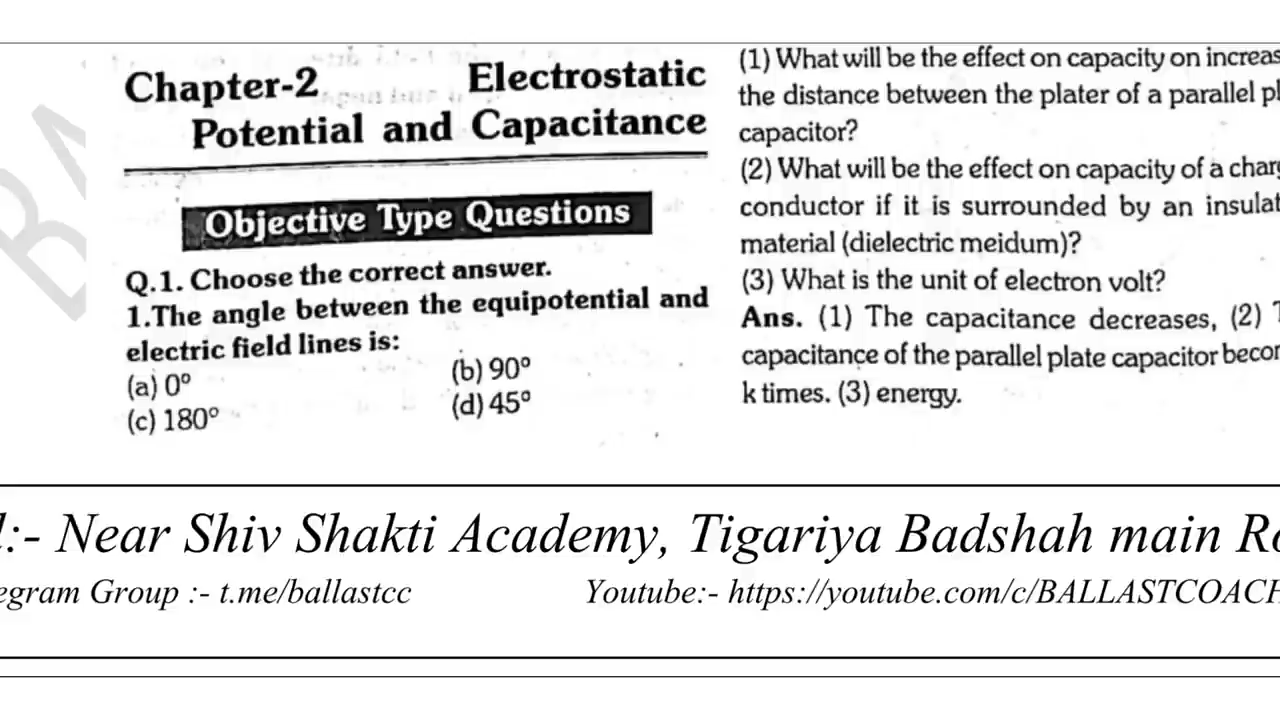 Chapter-2 Electrostatic
Potential and Capacitance
Objective Type Questions
Q.1. Choose the correct answer.
1.The angle between the equipotential and
electric field lines is:
(a) 0° (b) 90°
(c) 180° (d) 45°
(1) What will be the effect on capacity on increas
the distance between the plater of a parallel pl
capacitor?
(2) What will be the effect on capacity of a charg
conductor if it is surrounded by an insulat
material (dielectric meidum)?
(3) What is the unit of electron volt?
Ans. (1) The capacitance decreases, (2) T
capacitance of the parallel plate capacitor becor
k times. (3) energy.
:- Near Shiv Shakti Academy, Tigariya Badshah main Ro
egram Group :- t.me/ballastcc Youtube:- https://youtube.com/c/BALLASTCOACH
BA